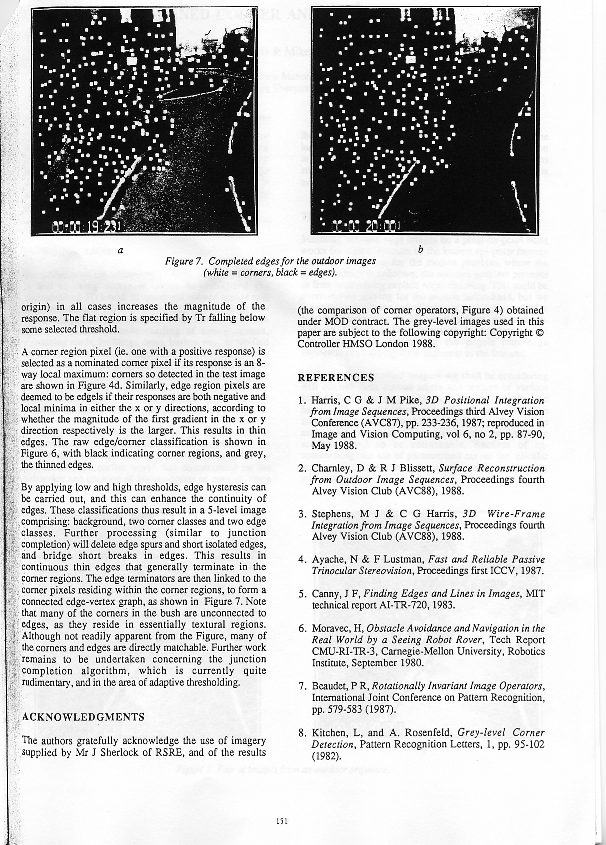 a
b
Figure 7. Completed edges for the outdoor images
(white = corners, black = edges).
origin) in all cases increases the magnitude of the
response. The flat region is specified by Tr falling below
some selected threshold.
A corner region pixel (ie. one with a positive response) is
selected as a nominated corner pixel if its response is an 8-
way local maximum: corners so detected in the test image
are shown in Figure 4d. Similarly, edge region pixels are
deemed to be edgels if their responses are both negative and
local minima in either the x or y directions, according to
whether the magnitude of the first gradient in the x or y
direction respectively is the larger. This results in thin
edges. The raw edge/corner classification is shown in
Figure 6, with black indicating corner regions, and grey,
the thinned edges.
By applying low and high thresholds, edge hysteresis can
be carried out, and this can enhance the continuity of
edges. These classifications thus result in a 5-level image
comprising: background, two corner classes and two edge
classes. Further processing (similar to junction
completion) will delete edge spurs and short isolated edges,
and bridge short breaks in edges. This results in
continuous thin edges that generally terminate in the
corner regions. The edge terminators are then linked to the
corner pixels residing within the corner regions, to form a
connected edge-vertex graph, as shown in Figure 7. Note
that many of the corners in the bush are unconnected to
edges, as they reside in essentially textural regions.
Although not readily apparent from the Figure, many of
the corners and edges are directly matchable. Further work
remains to be undertaken concerning the junction
completion algorithm, which is currently quite
rudimentary, and in the area of adaptive thresholding.
ACKNOWLEDGMENTS
The authors gratefully acknowledge the use of imagery
supplied by Mr J Sherlock of RSRE, and of the results
(the comparison of corner operators, Figure 4) obtained
under MOD contract. The grey-level images used in this
paper are subject to the following copyright: Copyright ©
Controller HMSO London 1988.
REFERENCES
1. Harris, C G & J M Pike, 3D Positional Integration
from Image Sequences, Proceedings third Alvey Vision
Conference (AVC87), pp. 233-236, 1987; reproduced in
Image and Vision Computing, vol 6, no 2, pp. 87-90,
May 1988.
2. Charnley, D & R J Blissett, Surface Reconstruction
from Outdoor Image Sequences, Proceedings fourth
Alvey Vision Club (AVC88), 1988.
3. Stephens, M J & C G Harris, 3D Wire-Frame
Integration from Image Sequences, Proceedings fourth
Alvey Vision Club (AVC88), 1988.
4. Ayache, N & F Lustman, Fast and Reliable Passive
Trinocular Stereovision, Proceedings first ICCV, 1987.
5. Canny, J F, Finding Edges and Lines in Images, MIT
technical report AI-TR-720, 1983.
6. Moravec, H, Obstacle Avoidance and Navigation in the
Real World by a Seeing Robot Rover, Tech Report
CMU-RI-TR-3, Carnegie-Mellon University, Robotics
Institute, September 1980.
7. Beaudet, P R, Rotationally Invariant Image Operators,
International Joint Conference on Pattern Recognition,
pp. 579-583 (1987).
8. Kitchen, L, and A. Rosenfeld, Grey-level Corner
Detection, Pattern Recognition Letters, 1, pp. 95-102
(1982).
151